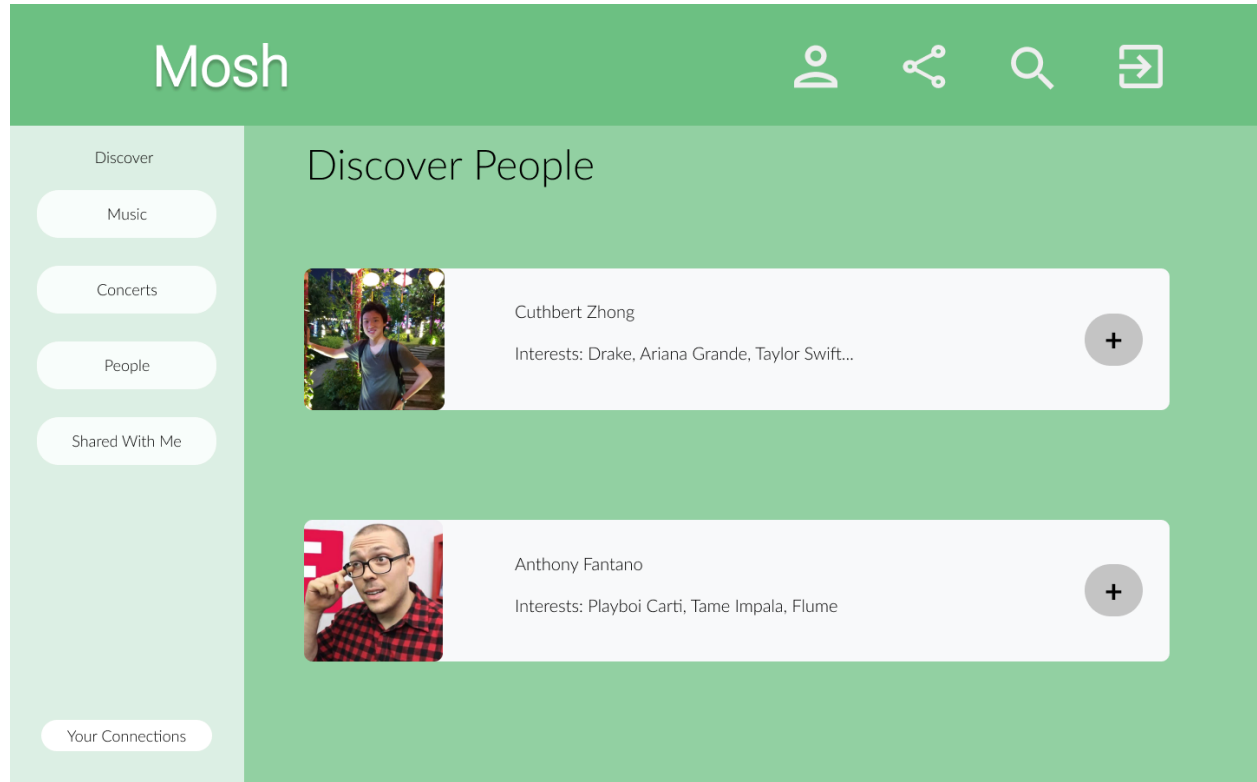 Mosh
Discover
Music
Concerts
People
Shared With Me
Your Connections
Discover People
Cuthbert Zhong
Interests: Drake, Ariana Grande, Taylor Swift...
+
Anthony Fantano
Interests: Playboi Carti, Tame Impala, Flume
+